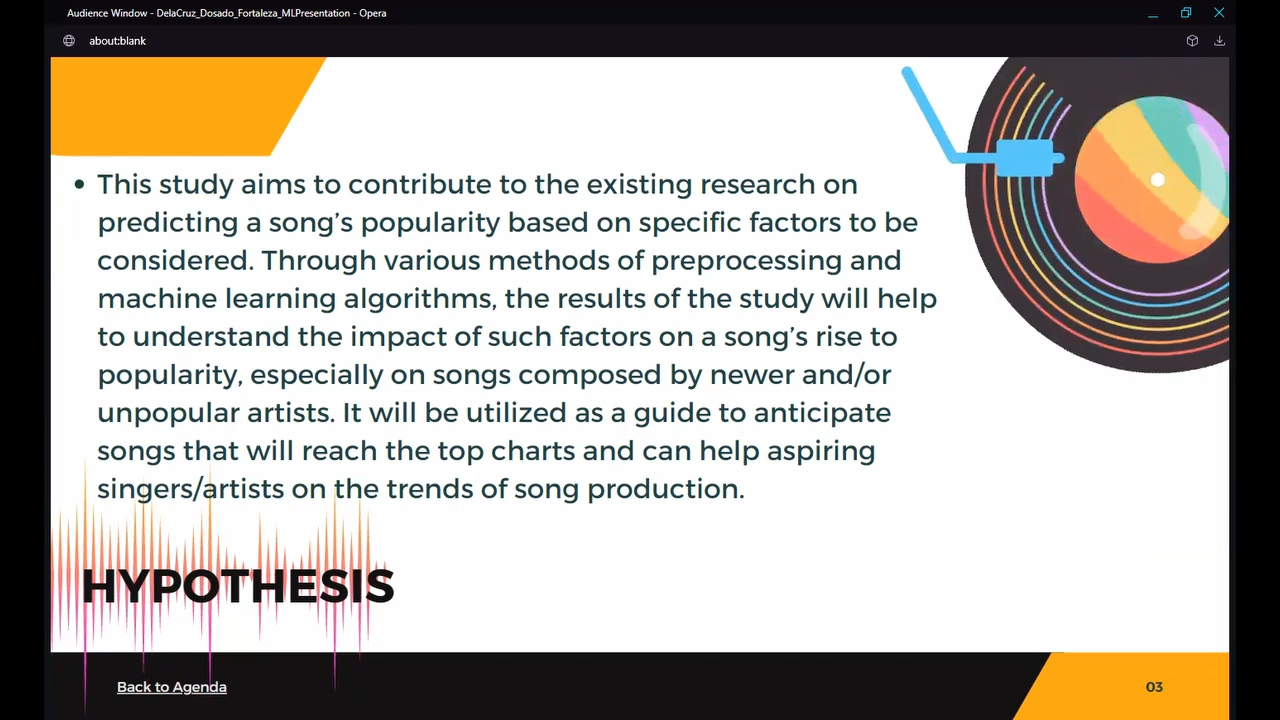 Audience Window - DelaCruz_Dosado_Fortaleza_MLPresentation - Opera
about:blank
• This study aims to contribute to the existing research on
predicting a song’s popularity based on specific factors to be
considered. Through various methods of preprocessing and
machine learning algorithms, the results of the study will help
to understand the impact of such factors on a song’s rise to
popularity, especially on songs composed by newer and/or
unpopular artists. It will be utilized as a guide to anticipate
songs that will reach the top charts and can help aspiring
singers/artists on the trends of song production.
HYPOTHESIS
Back to Agenda
03